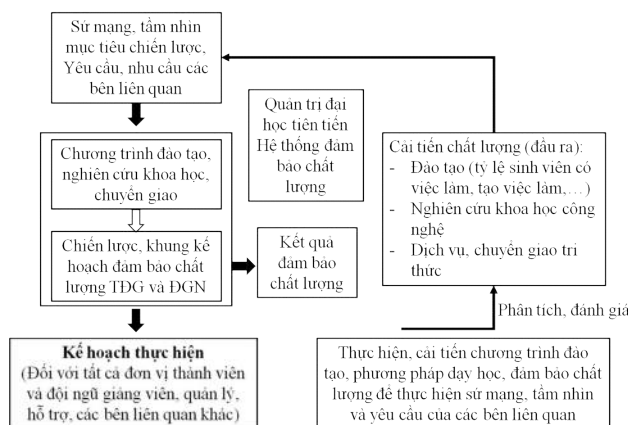 Sứ mạng, tầm nhìn
mục tiêu chiến lược,
Yêu cầu, nhu cầu các
bên liên quan
Quản trị đại
học tiên tiến
Hệ thống đảm
bảo chất
lượng
Chương trình đào tạo,
nghiên cứu khoa học,
chuyển giao
Chiến lược, khung kế
hoạch đảm bảo chất
lượng TĐG và ĐGN
Kết quả
đảm bảo
chất lượng
Cải tiến chất lượng (đầu ra):
- Đào tạo (tỷ lệ sinh viên có
việc làm, tạo việc làm,…)
- Nghiên cứu khoa học công
nghệ
- Dịch vụ, chuyển giao tri
thức
Phân tích, đánh giá
Kế hoạch thực hiện
(Đối với tất cả đơn vị thành viên
và đội ngũ giảng viên, quản lý,
hỗ trợ, các bên liên quan khác)
Thực hiện, cải tiến chương trình đào
tạo, phương pháp dạy học, đảm bảo chất
lượng để thực hiện sứ mạng, tầm nhìn
và yêu cầu của các bên liên quan